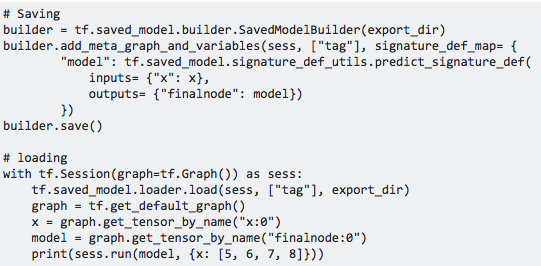 # Saving
builder = tf.saved_model.builder.SavedModelBuilder(export_dir)
builder.add_meta_graph_and_variables(sess, ["tag"], signature_def_map= {
        "model": tf.saved_model.signature_def_utils.predict_signature_def(
            inputs= {"x": x},
            outputs= {"finalnode": model})
        })
builder.save()

# loading
with tf.Session(graph=tf.Graph()) as sess:
    tf.saved_model.loader.load(sess, ["tag"], export_dir)
    graph = tf.get_default_graph()
    x = graph.get_tensor_by_name("x:0")
    model = graph.get_tensor_by_name("finalnode:0")
    print(sess.run(model, {x: [5, 6, 7, 8]}))